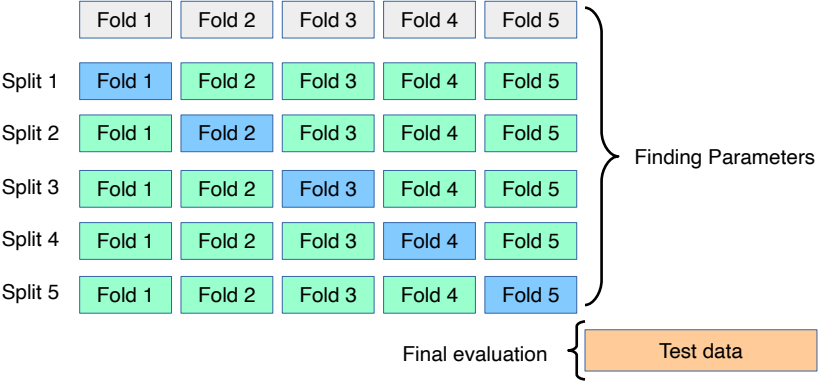 Fold 1 Fold 2 Fold 3 Fold 4 Fold 5
Split 1 Fold 1 Fold 2 Fold 3 Fold 4 Fold 5
Split 2 Fold 1 Fold 2 Fold 3 Fold 4 Fold 5
Finding Parameters
Split 3 Fold 1 Fold 2 Fold 3 Fold 4 Fold 5
Split 4 Fold 1 Fold 2 Fold 3 Fold 4 Fold 5
Split 5 Fold 1 Fold 2 Fold 3 Fold 4 Fold 5
Final evaluation Test data